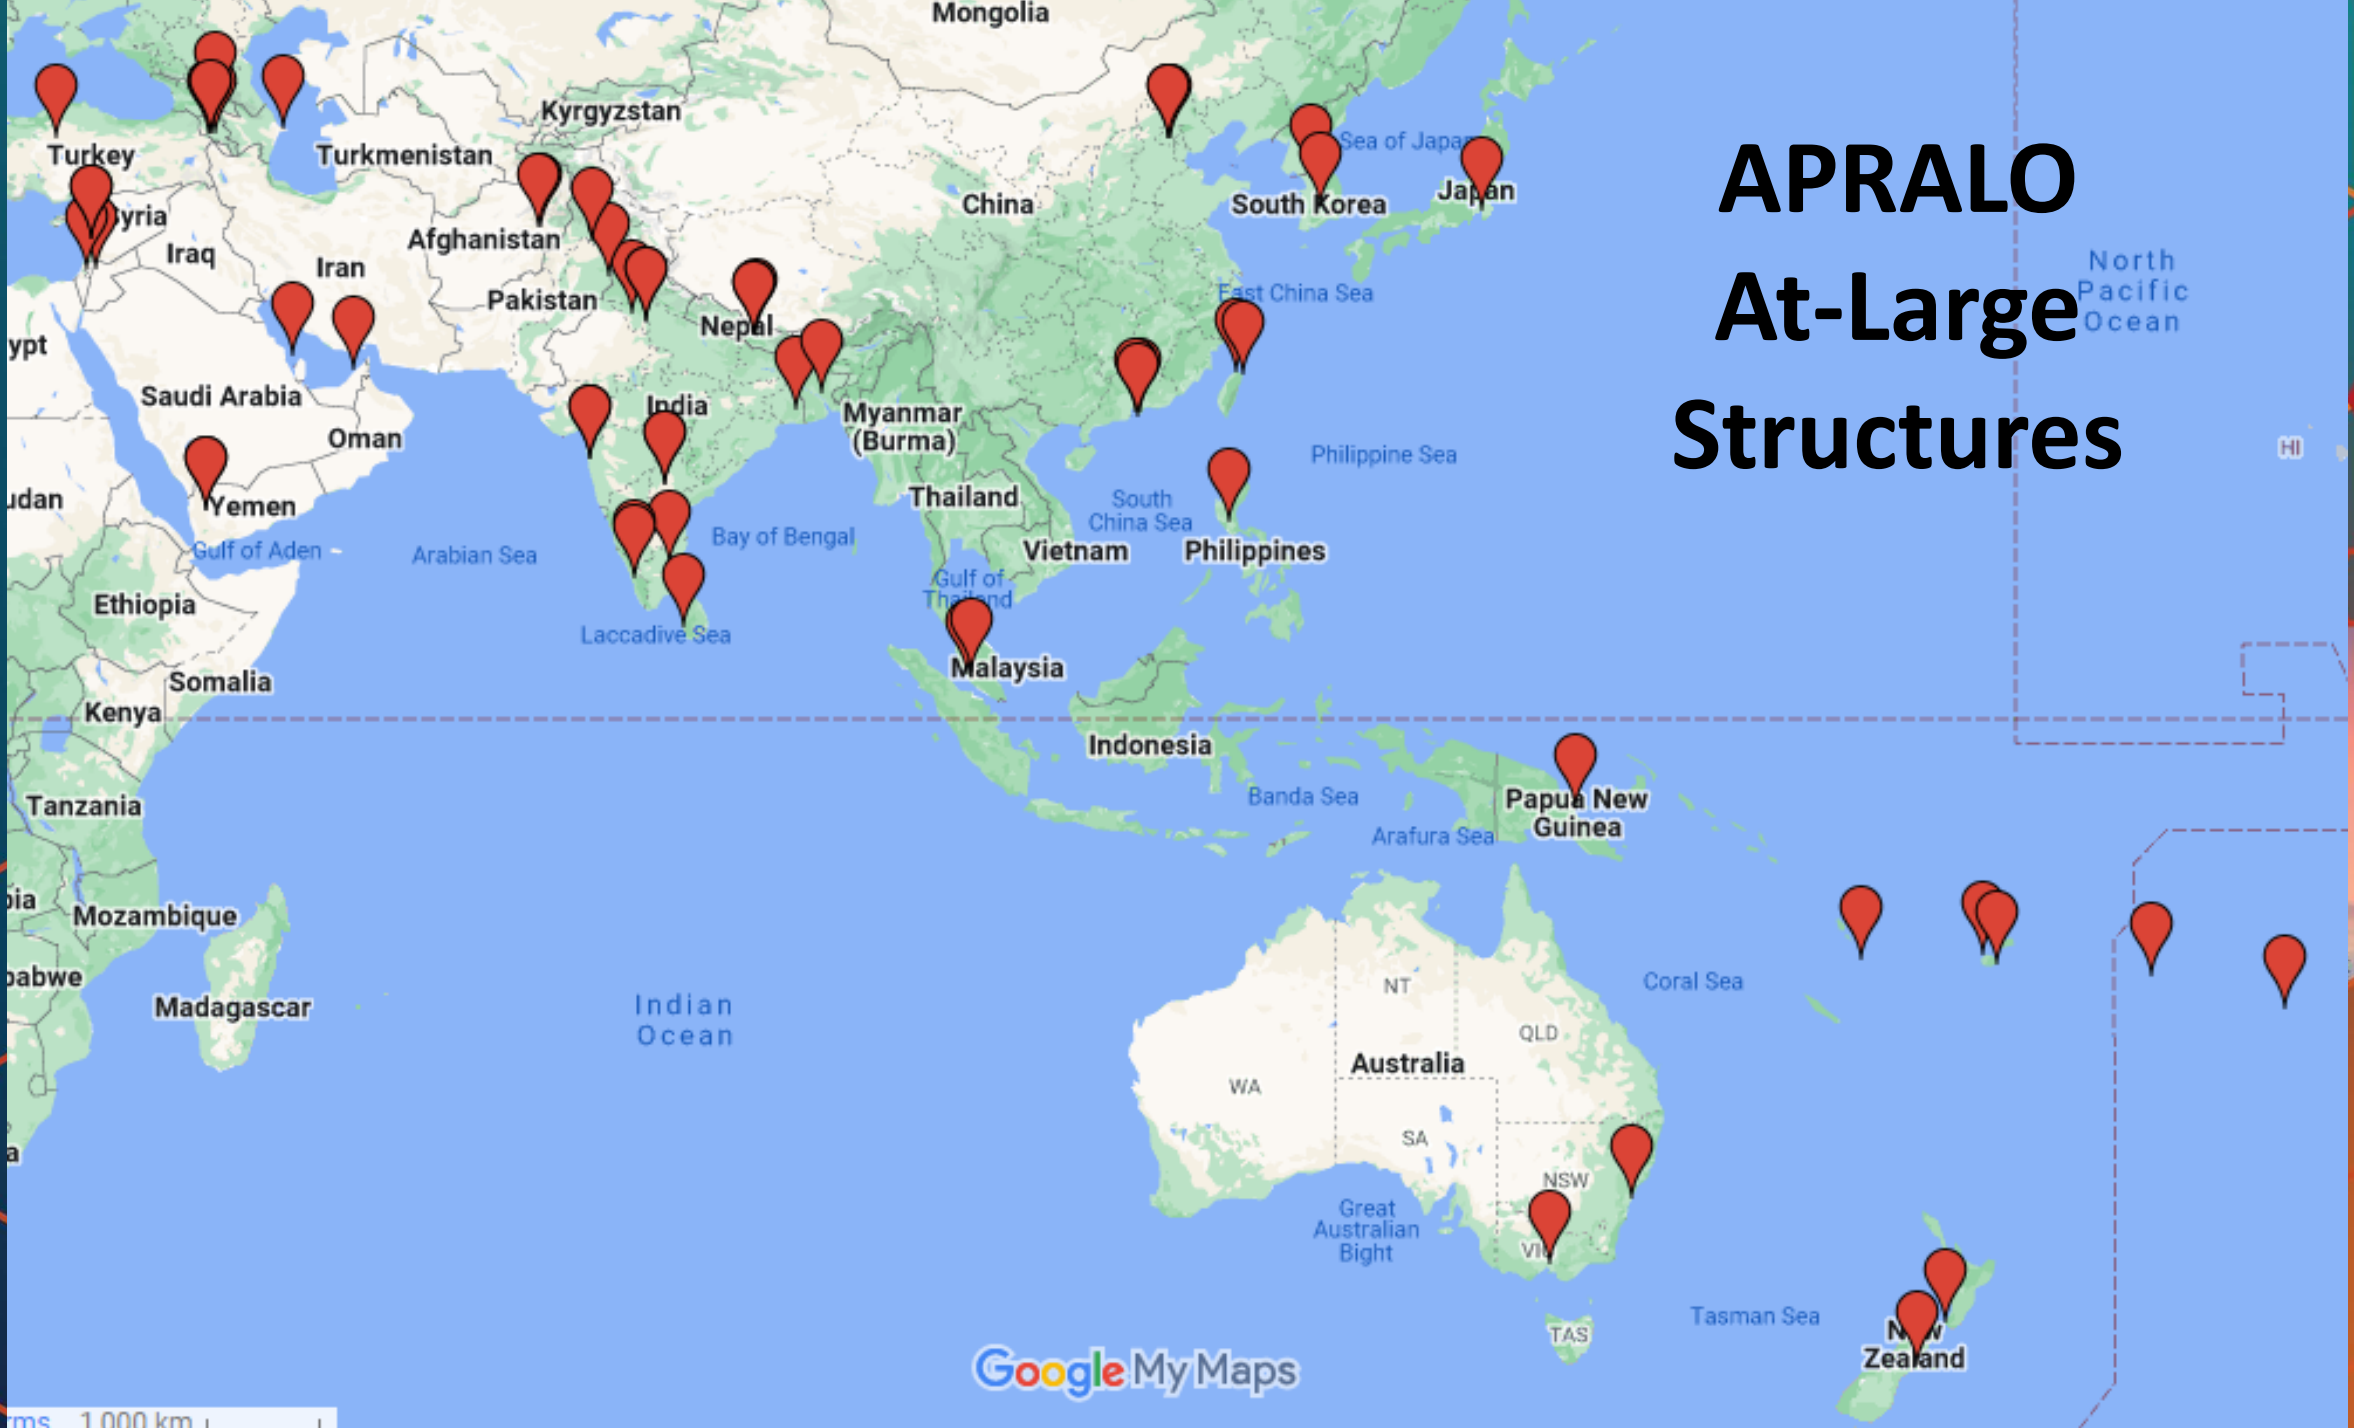 Mongolia
Kyrgyzstan
Turkey
Turkmenistan
Sea of Japan
APRALO
At-Large
Structures
China
South Korea
Japan
Syria
Iraq
Afghanistan
Iran
North
Pacific
Ocean
Pakistan
East China Sea
Nepal
ypt
Saudi Arabia
India
Myanmar
(Burma)
Oman
Philippine Sea
HI
udan
Yemen
Thailand
South
China Sea
Gulf of Aden
Arabian Sea
Bay of Bengal
Vietnam
Philippines
Gulf of
Thailand
Ethiopia
Laccadive Sea
Malaysia
Somalia
Kenya
Indonesia
Tanzania
Banda Sea
Papua New
Guinea
Arafura Sea
bia
Mozambique
babwe
Madagascar
Indian
Ocean
NT
Coral Sea
QLD
Australia
WA
SA
a
NSW
Great
Australian
Bight
VIC
Tasman Sea
TAS
New
Zealand
Google My Maps
rms 1,000 km